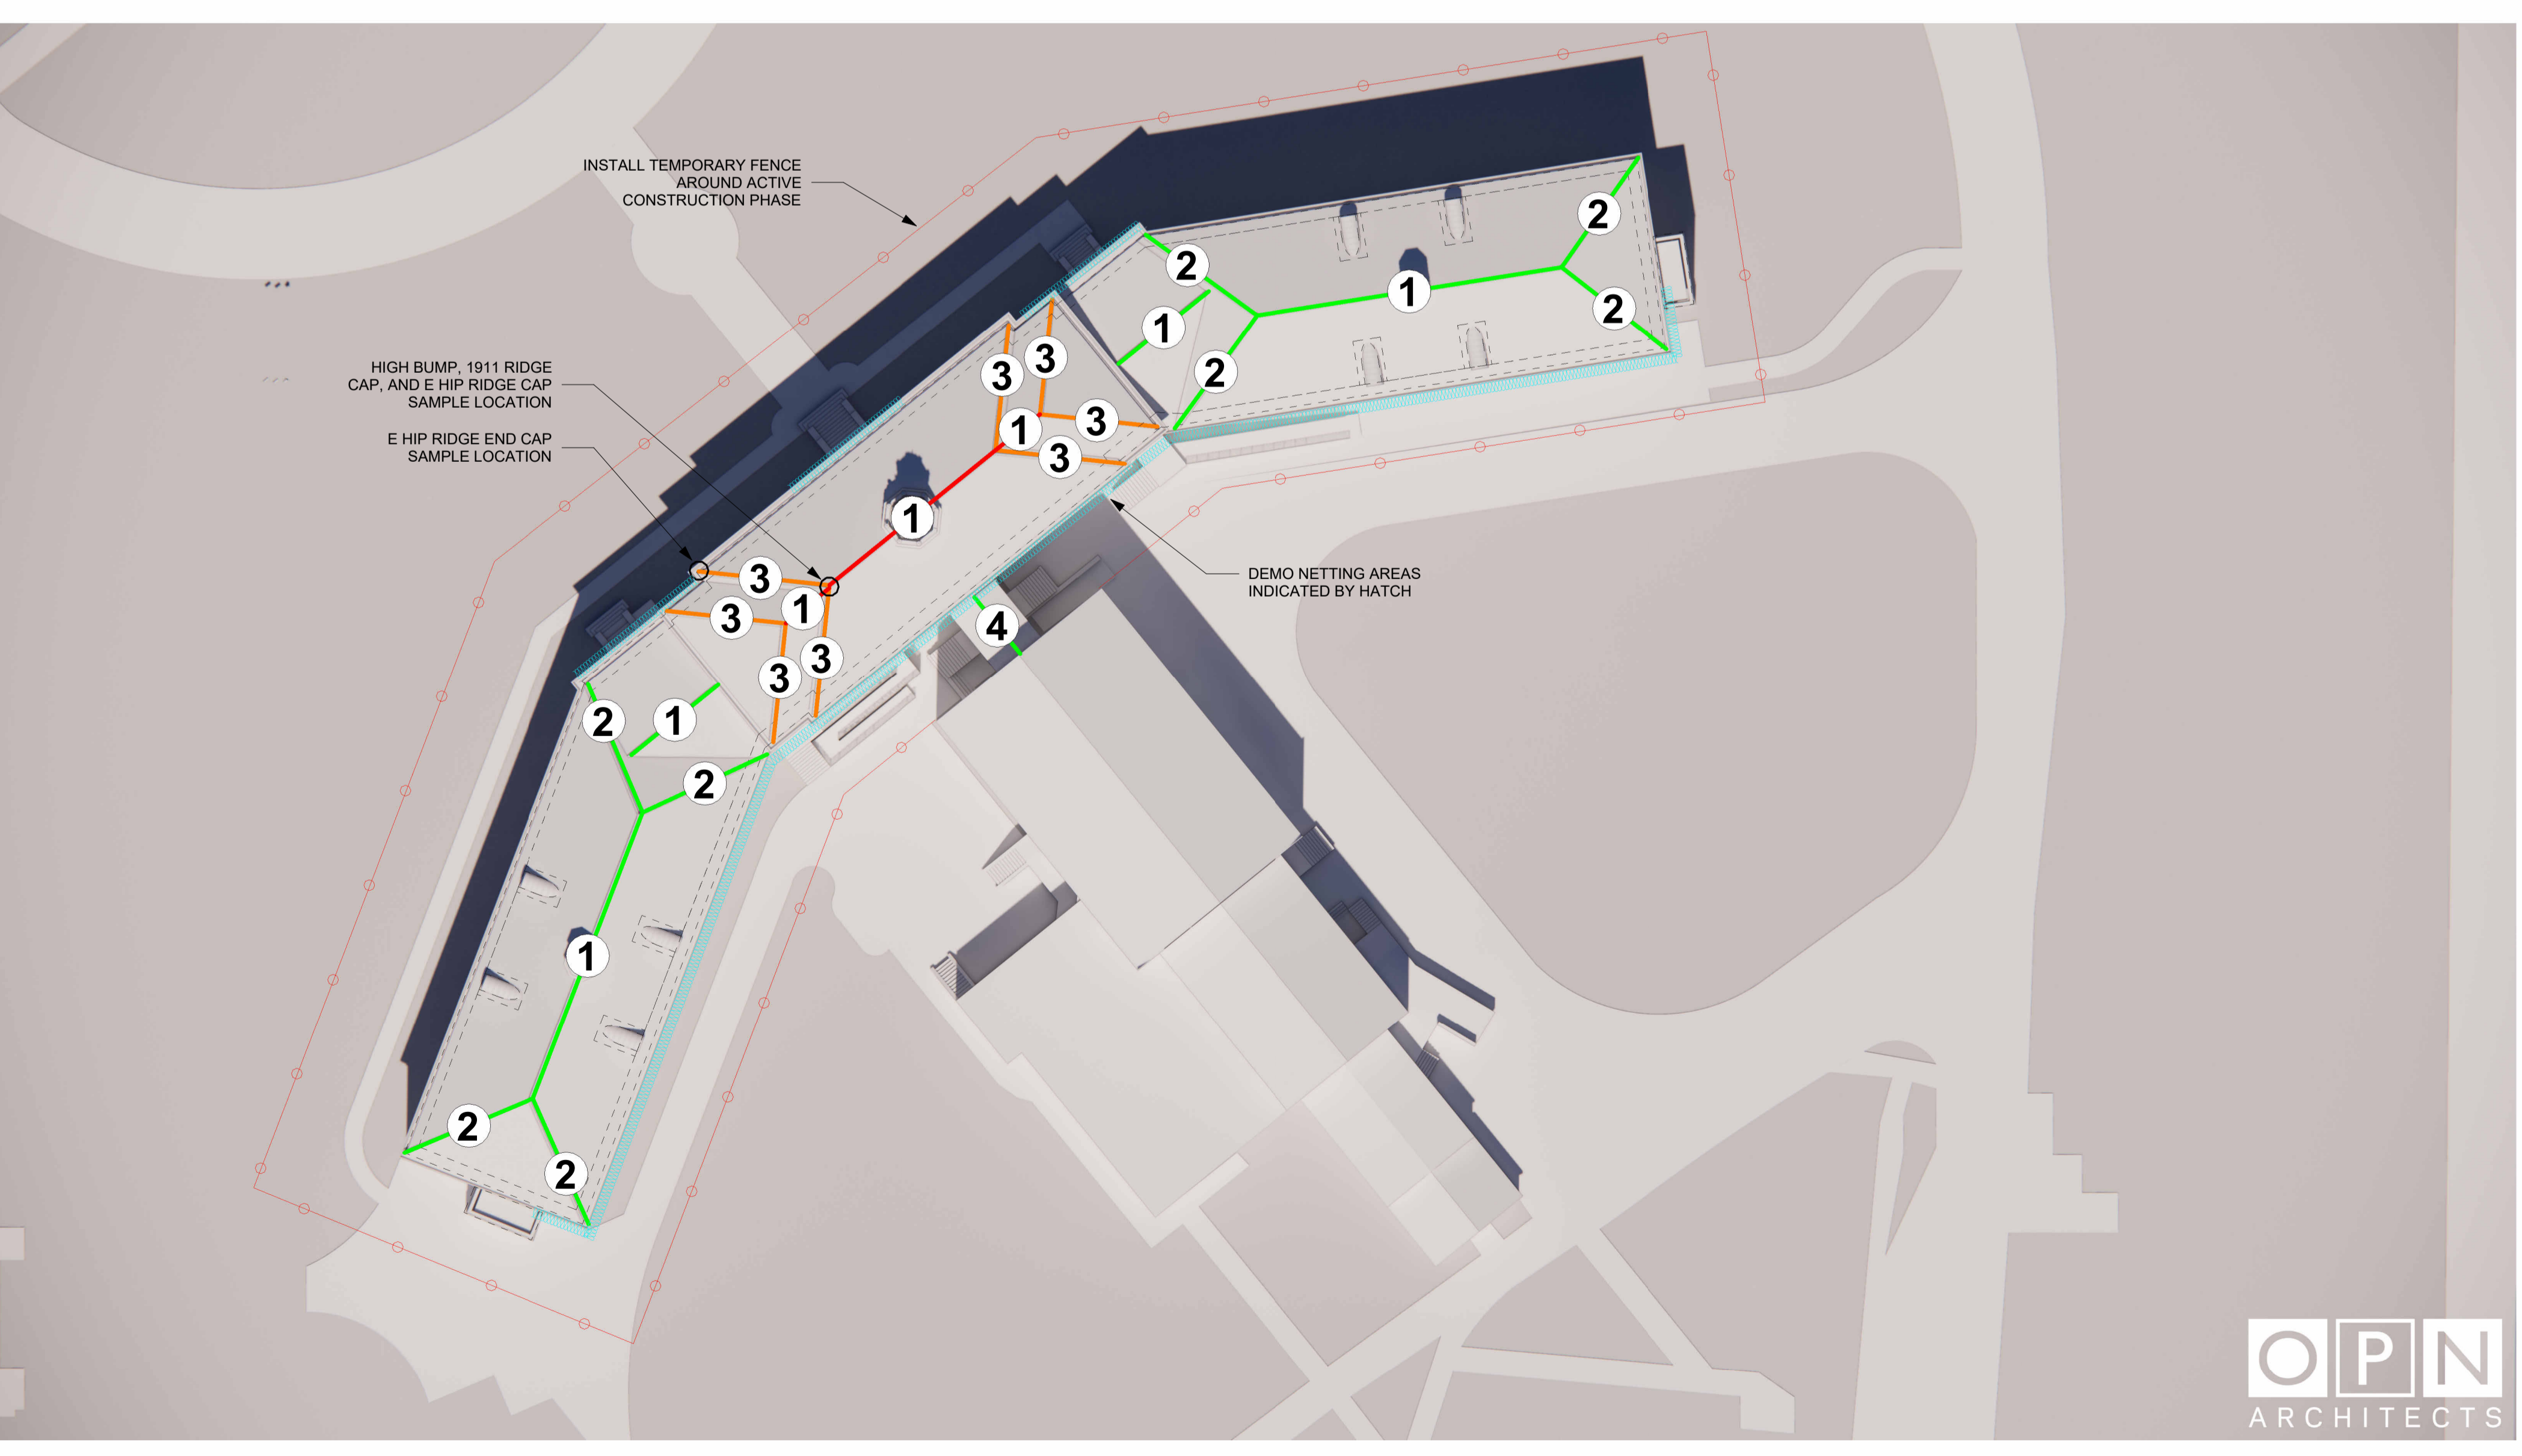 INSTALL TEMPORARY FENCE
AROUND ACTIVE
CONSTRUCTION PHASE
2
2
1
2
1
2
2
3
3
3
1
3
HIGH BUMP, 1911 RIDGE
CAP, AND E HIP RIDGE CAP
SAMPLE LOCATION
E HIP RIDGE END CAP
SAMPLE LOCATION
1
3
1
3
3
3
DEMO NETTING AREAS
INDICATED BY HATCH
4
2
1
2
1
2
2
OPN
ARCHITECTS